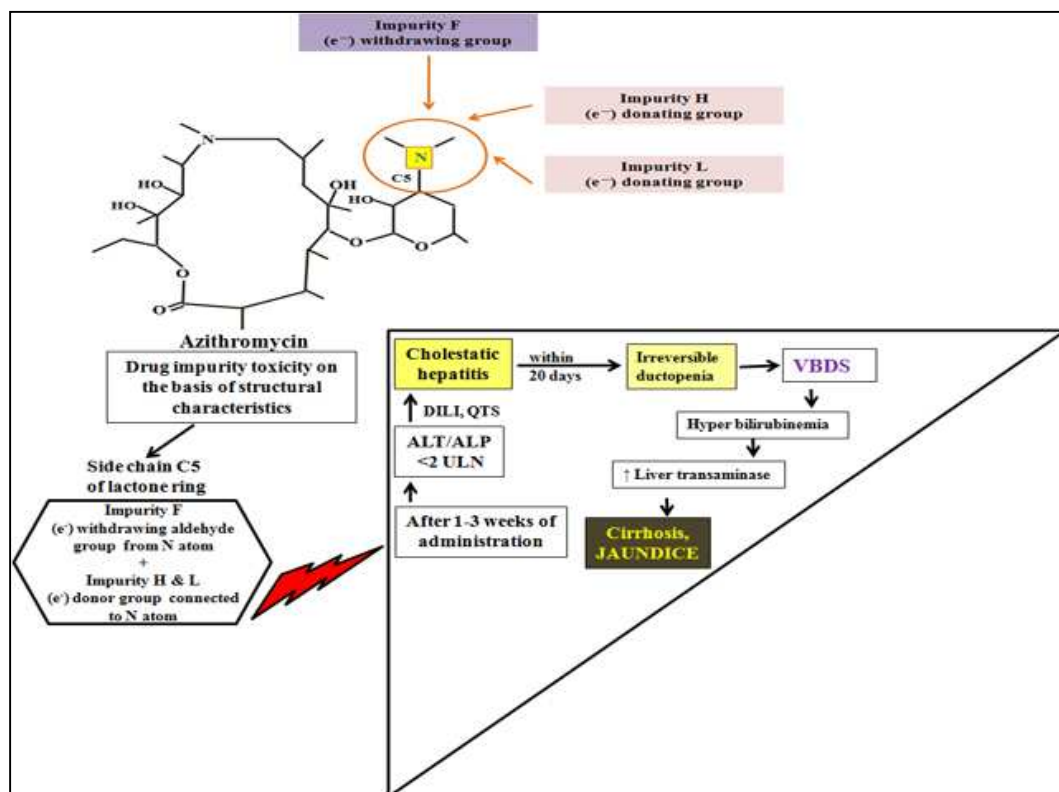 Impurity F
(e⁻) withdrawing group
Impurity H
(e⁻) donating group
Impurity L
(e⁻) donating group
N
N
C5
HO
HO
OH
HO
O
O
O
O
Azithromycin
Drug impurity toxicity on
the basis of structural
characteristics
Side chain C5
of lactone ring
Impurity F
(e⁻) withdrawing aldehyde
group from N atom
+
Impurity H & L
(e⁻) donor group connected
to N atom
Cholestatic
hepatitis
within
20 days
Irreversible
ductopenia
VBDS
DILI, QTS
ALT/ALP
<2 ULN
After 1-3 weeks of
administration
Hyper bilirubinemia
↑ Liver transaminase
Cirrhosis,
JAUNDICE